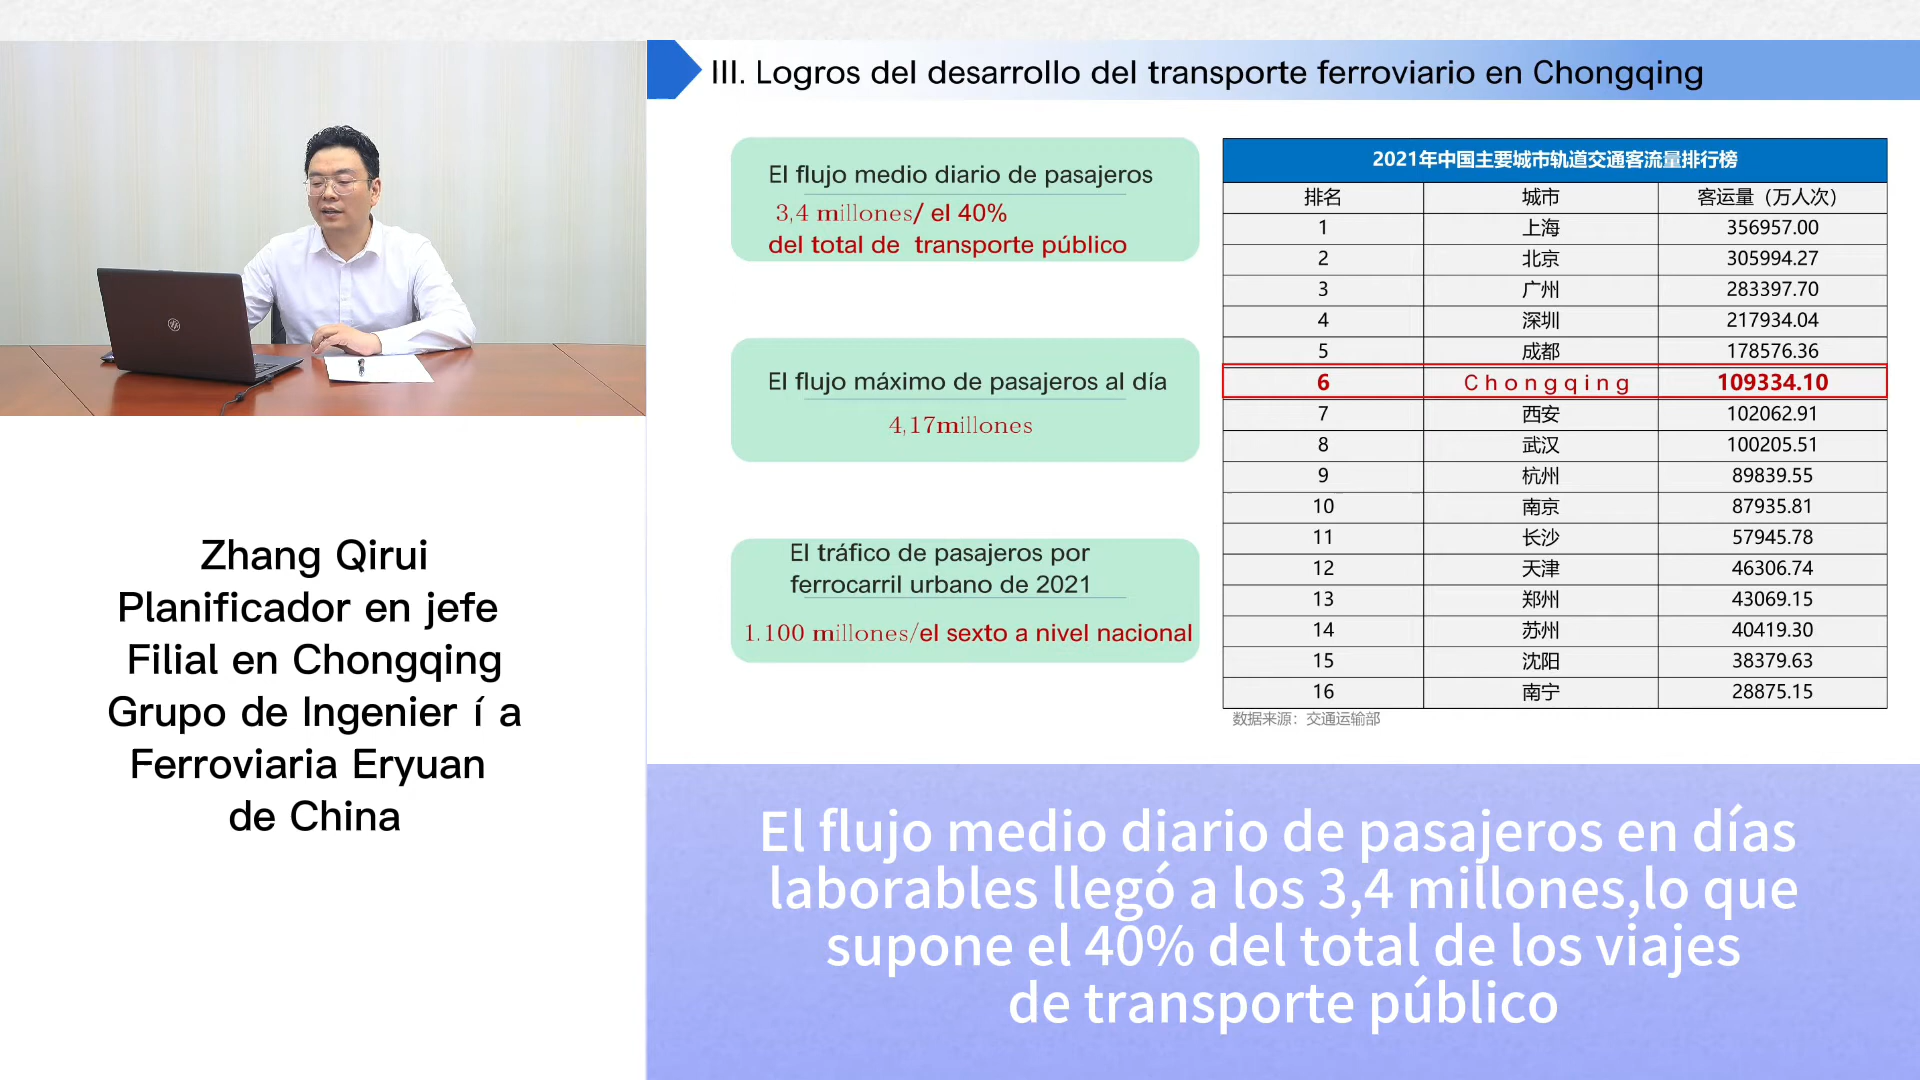 III. Logros del desarrollo del transporte ferroviario en Chongqing
El flujo medio diario de pasajeros
3,4 millones/ el 40%
del total de transporte público
El flujo máximo de pasajeros al día
4,17millones
El tráfico de pasajeros por
ferrocarril urbano de 2021
1.100 millones/el sexto a nivel nacional
2021年中国主要城市轨道交通客流量排行榜
排名 城市 客运量（万人次）
1 上海 356957.00
2 北京 305994.27
3 广州 283397.70
4 深圳 217934.04
5 成都 178576.36
6 Chongqing 109334.10
7 西安 102062.91
8 武汉 100205.51
9 杭州 89839.55
10 南京 87935.81
11 长沙 57945.78
12 天津 46306.74
13 郑州 43069.15
14 苏州 40419.30
15 沈阳 38379.63
16 南宁 28875.15
数据来源：交通运输部
Zhang Qirui
Planificador en jefe
Filial en Chongqing
Grupo de Ingenier í a
Ferroviaria Eryuan
de China
El flujo medio diario de pasajeros en días
laborables llegó a los 3,4 millones,lo que
supone el 40% del total de los viajes
de transporte público